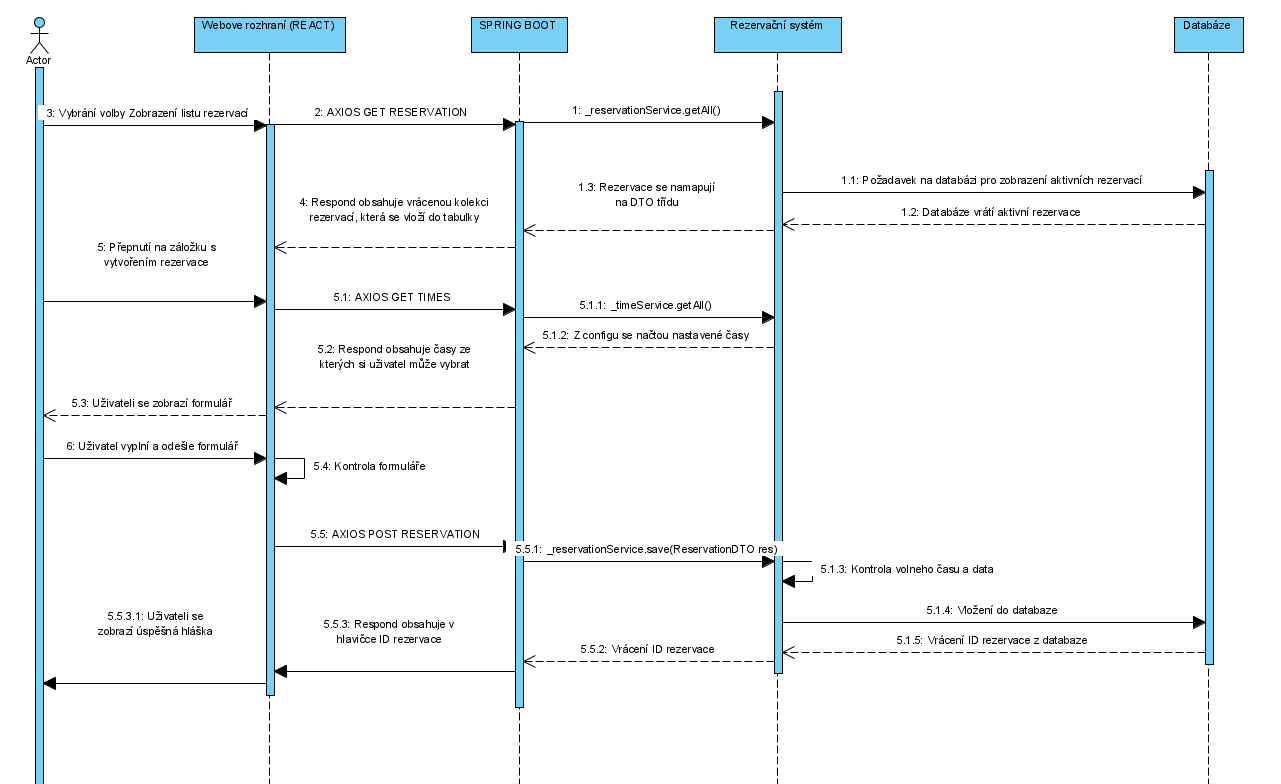 Webove rozhraní (REACT)
SPRING BOOT
Rezervační systém
Databáze
Actor
3: Vybrání volby Zobrazení listu rezervací
2: AXIOS GET RESERVATION
1: _reservationService.getAll()
1.1: Požadavek na databázi pro zobrazení aktivních rezervací
1.3: Rezervace se namapují
na DTO třídu
4: Respond obsahuje vrácenou kolekci
rezervací, která se vloží do tabulky
1.2: Databáze vrátí aktivní rezervace
5: Přepnutí na záložku s
vytvořením rezervace
5.1: AXIOS GET TIMES
5.1.1: _timeService.getAll()
5.1.2: Z configu se načtou nastavené časy
5.2: Respond obsahuje časy ze
kterých si uživatel může vybrat
5.3: Uživateli se zobrazí formulář
6: Uživatel vyplní a odešle formulář
5.4: Kontrola formuláře
5.5: AXIOS POST RESERVATION
5.5.1: _reservationService.save(ReservationDTO res)
5.1.3: Kontrola volneho času a data
5.1.4: Vložení do databaze
5.5.3.1: Uživateli se
zobrazí úspěšná hláška
5.5.3: Respond obsahuje v
hlavičce ID rezervace
5.5.2: Vrácení ID rezervace
5.1.5: Vrácení ID rezervace z databaze